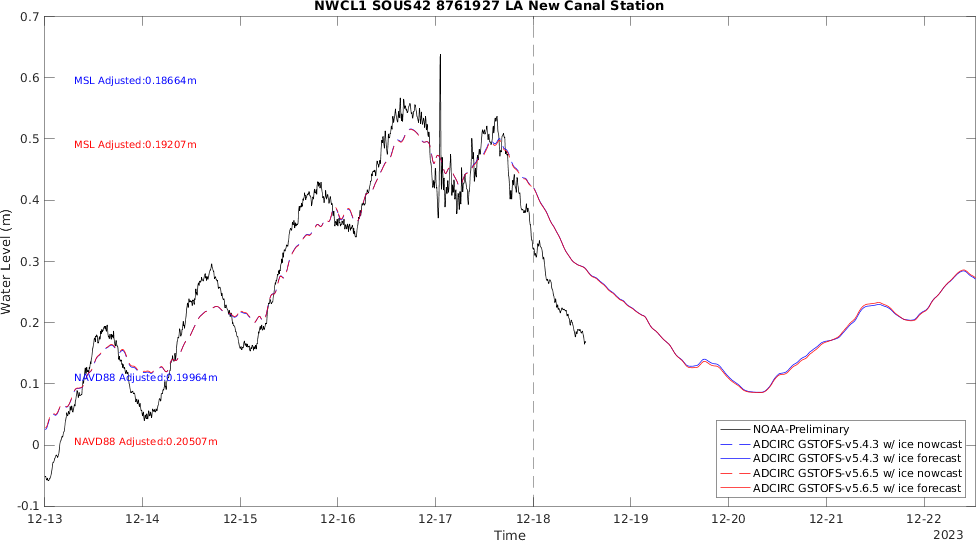 NWCL1 SOUS42 8761927 LA New Canal Station
0.7
0.6
0.5
0.4
0.3
0.2
0.1
0
-0.1
Water Level (m)
MSL Adjusted:0.18664m
MSL Adjusted:0.19207m
NAVD88 Adjusted:0.19964m
NAVD88 Adjusted:0.20507m
NOAA-Preliminary
ADCIRC GSTOFS-v5.4.3 w/ ice nowcast
ADCIRC GSTOFS-v5.4.3 w/ ice forecast
ADCIRC GSTOFS-v5.6.5 w/ ice nowcast
ADCIRC GSTOFS-v5.6.5 w/ ice forecast
12-13 12-14 12-15 12-16 12-17 12-18 12-19 12-20 12-21 12-22
Time
2023